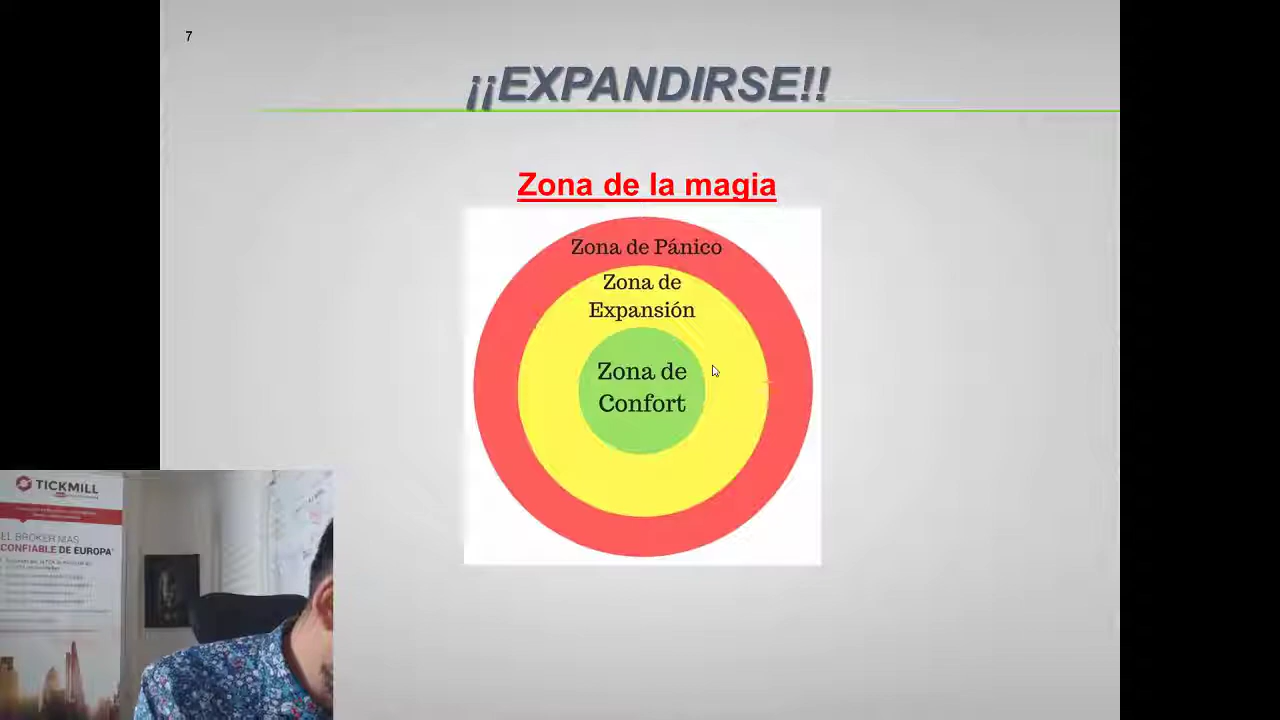 7
¡¡EXPANDIRSE!!
Zona de la magia
Zona de Pánico
Zona de
Expansión
Zona de
Confort
TICKMILL
EL BROKER MÁS
CONFIABLE DE EUROPA*